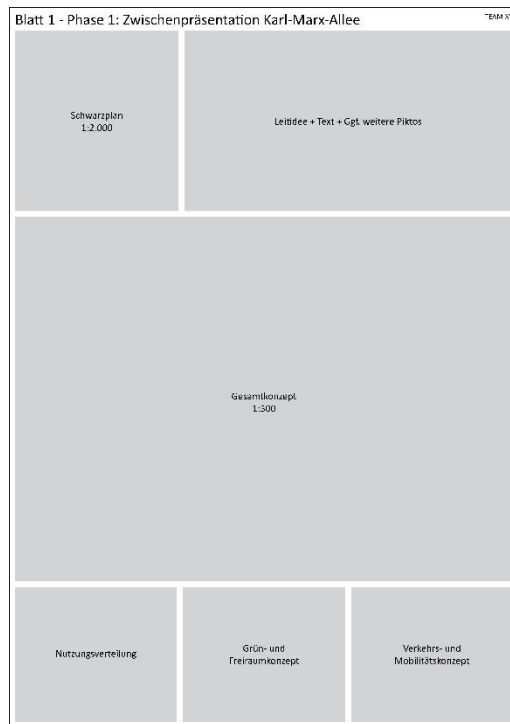 Blatt 1 - Phase 1: Zwischenpräsentation Karl-Marx-Allee
TEAM
Schwarzplan
1:2.000
Leitidee + Text + Ggf. weitere Piktos
Gesamtkonzept
1:500
Nutzungsverteilung
Grün- und
Freiraumkonzept
Verkehrs- und
Mobilitätskonzept